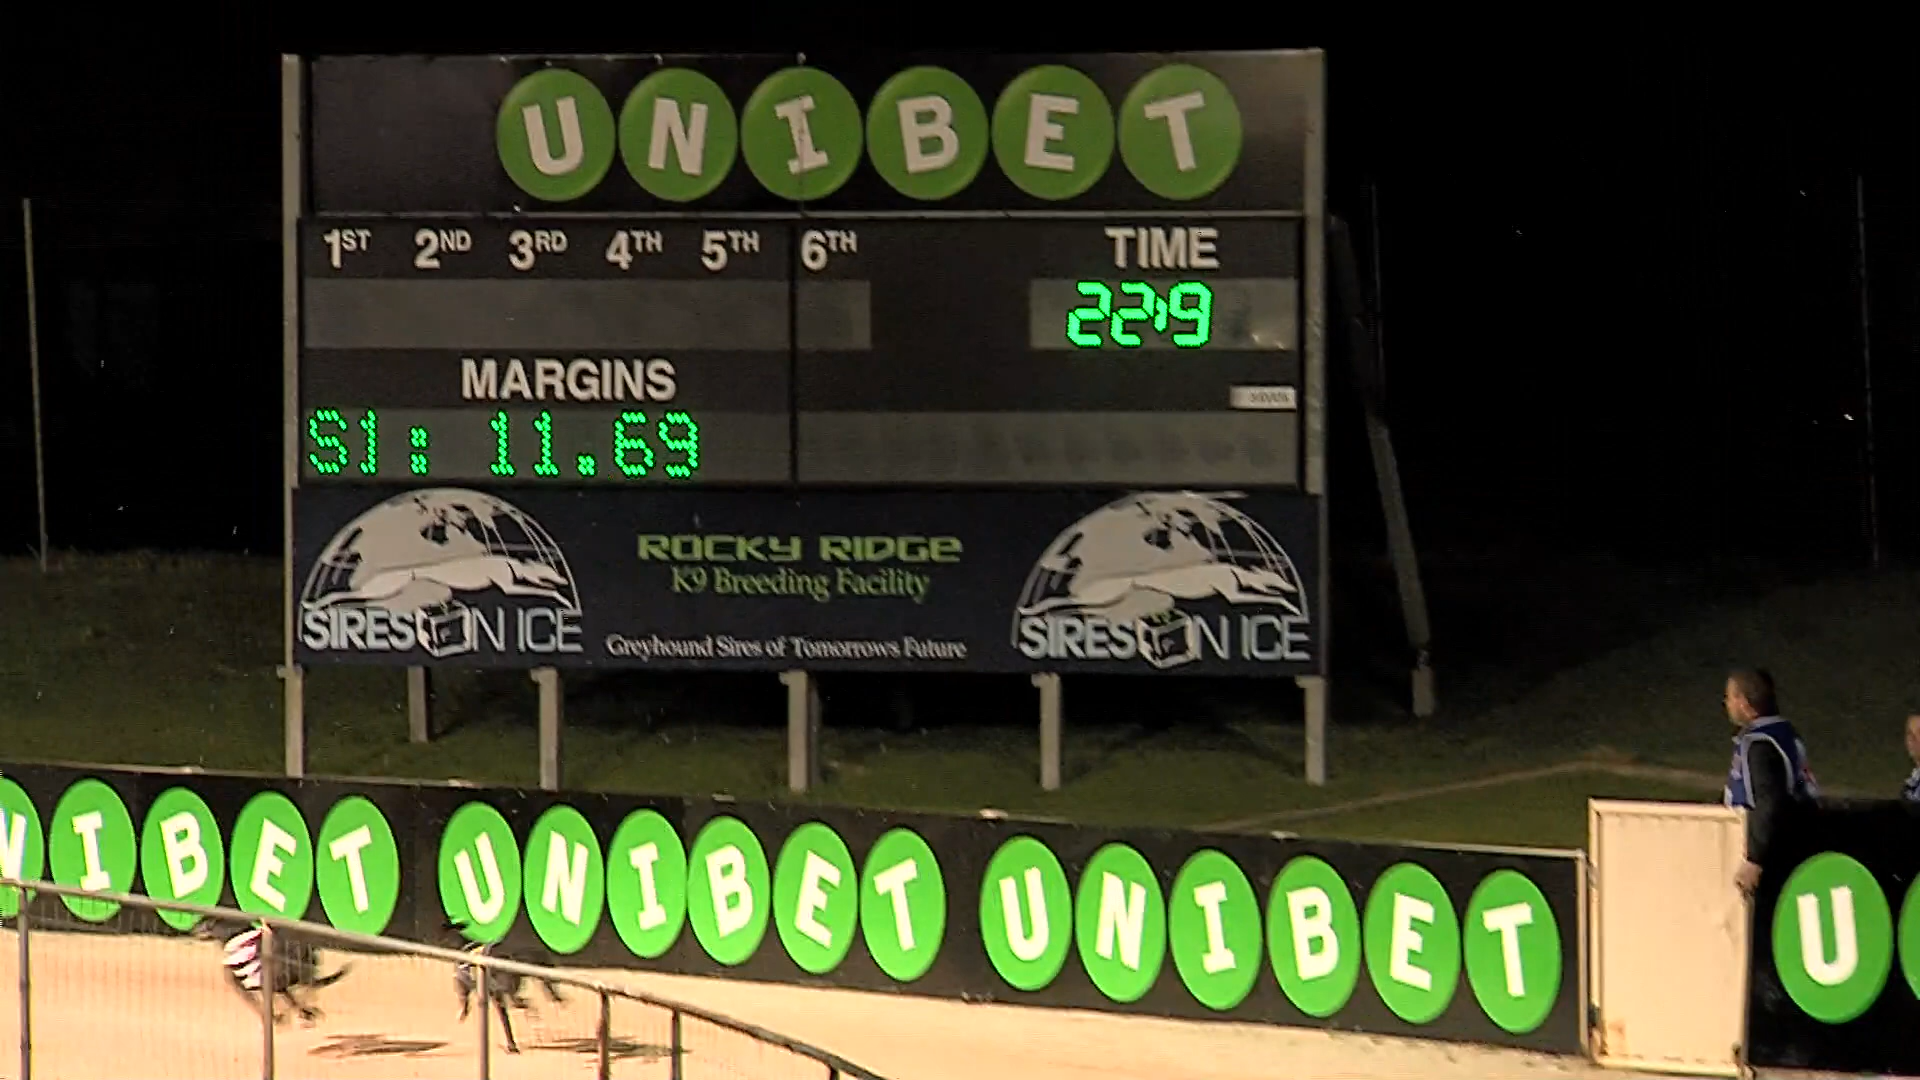 UNIBET
1ST 2ND 3RD 4TH 5TH 6TH TIME
22:9
MARGINS
S1: 11.69
ROCKY RIDGE
K9 Breeding Facility
SIRES ON ICE
Greyhound Sires of Tomorrows Future
SIRES ON ICE
NIBET UNIBET UNIBET U